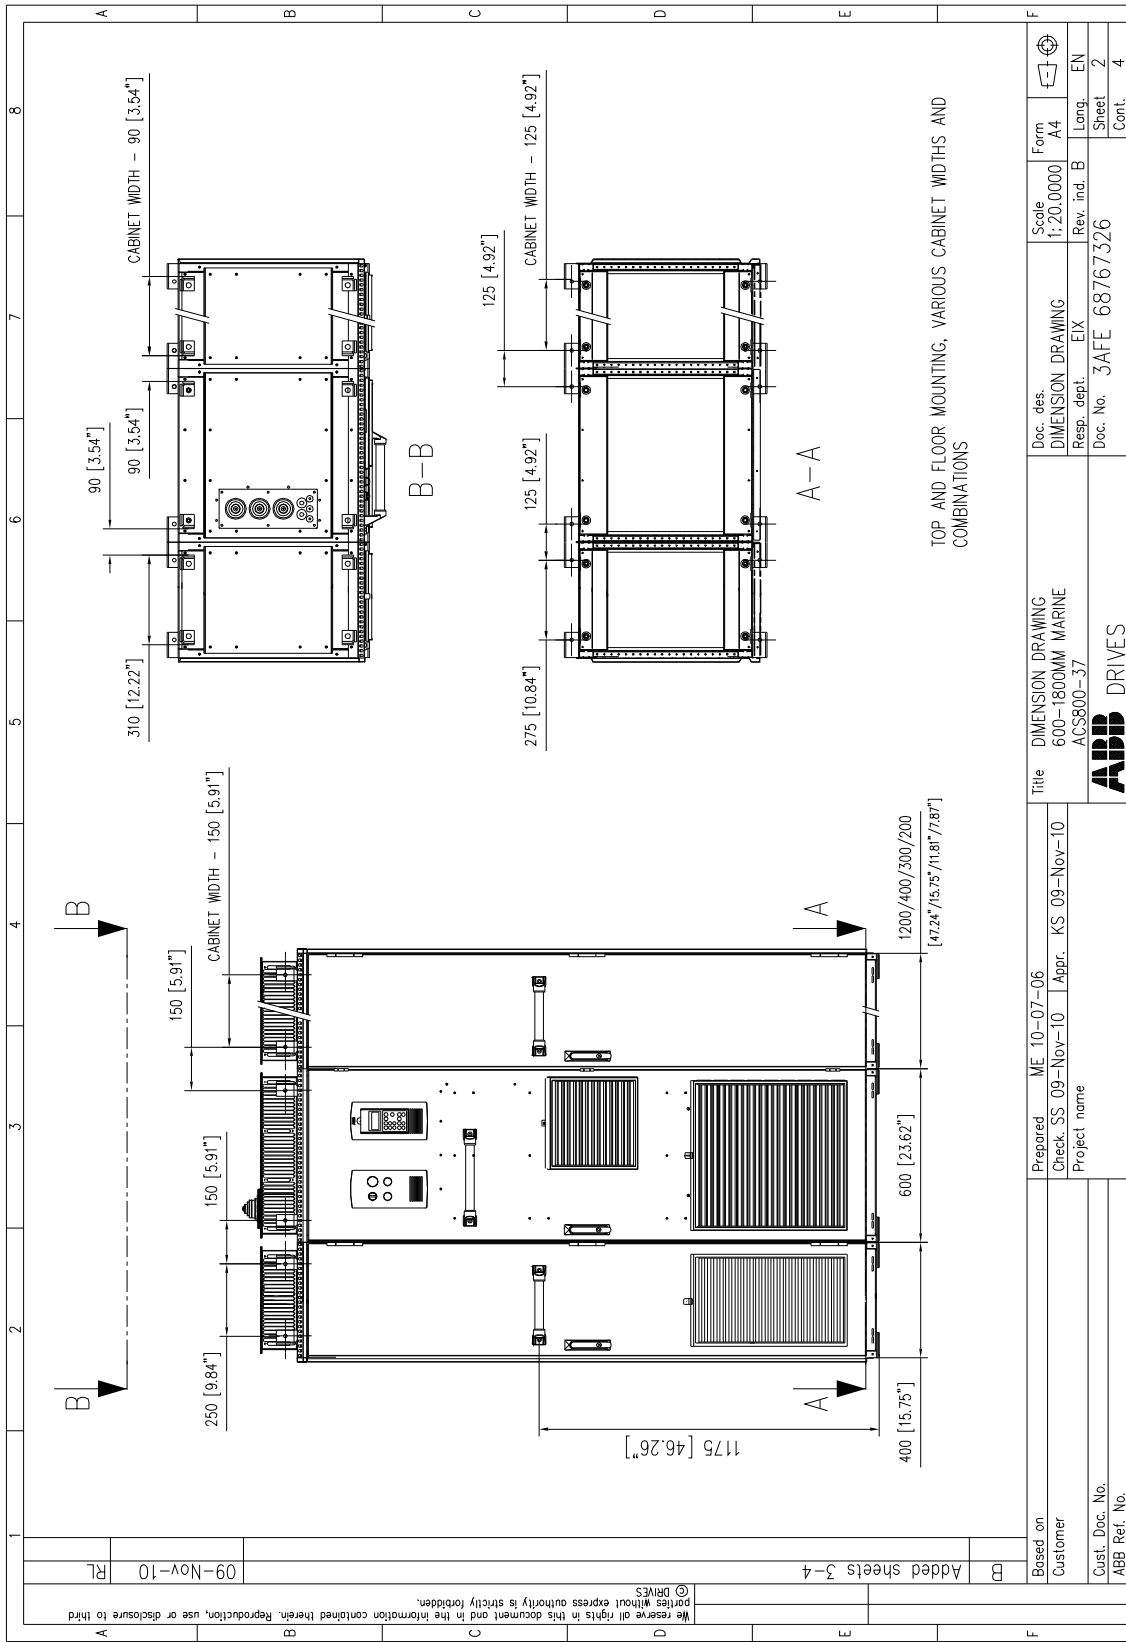 8
7
6
5
4
3
2
1
A
B
C
D
E
F
A
B
C
D
E
F
B
B
150 [5.91"]
CABINET WIDTH - 150 [5.91"]
150 [5.91"]
250 [9.84"]
1175 [46.26"]
A
A
400 [15.75"]
600 [23.62"]
1200/400/300/200
[47.24"/15.75"/11.81"/7.87"]
90 [3.54"]
90 [3.54"]
CABINET WIDTH - 90 [3.54"]
310 [12.22"]
B-B
125 [4.92"]
125 [4.92"]
CABINET WIDTH - 125 [4.92"]
275 [10.84"]
A-A
TOP AND FLOOR MOUNTING, VARIOUS CABINET WIDTHS AND
COMBINATIONS
We reserve all rights in this document and in the information contained therein. Reproduction, use or disclosure to third
parties without express authority is strictly forbidden.
© DRIVES
B
Added sheets 3-4
09-Nov-10
RL
Based on
Customer
Cust. Doc. No.
ABB Ref. No.
Prepared ME 10-07-06
Check. SS 09-Nov-10
Appr. KS 09-Nov-10
Project name
Title
DIMENSION DRAWING
600-1800MM MARINE
ACS800-37
ABB DRIVES
Doc. des.
DIMENSION DRAWING
Resp. dept. EIX
Doc. No. 3AFE 68767326
Scale
1:20.0000
Form
A4
Rev. ind. B
Lang. EN
Sheet 2
Cont. 4